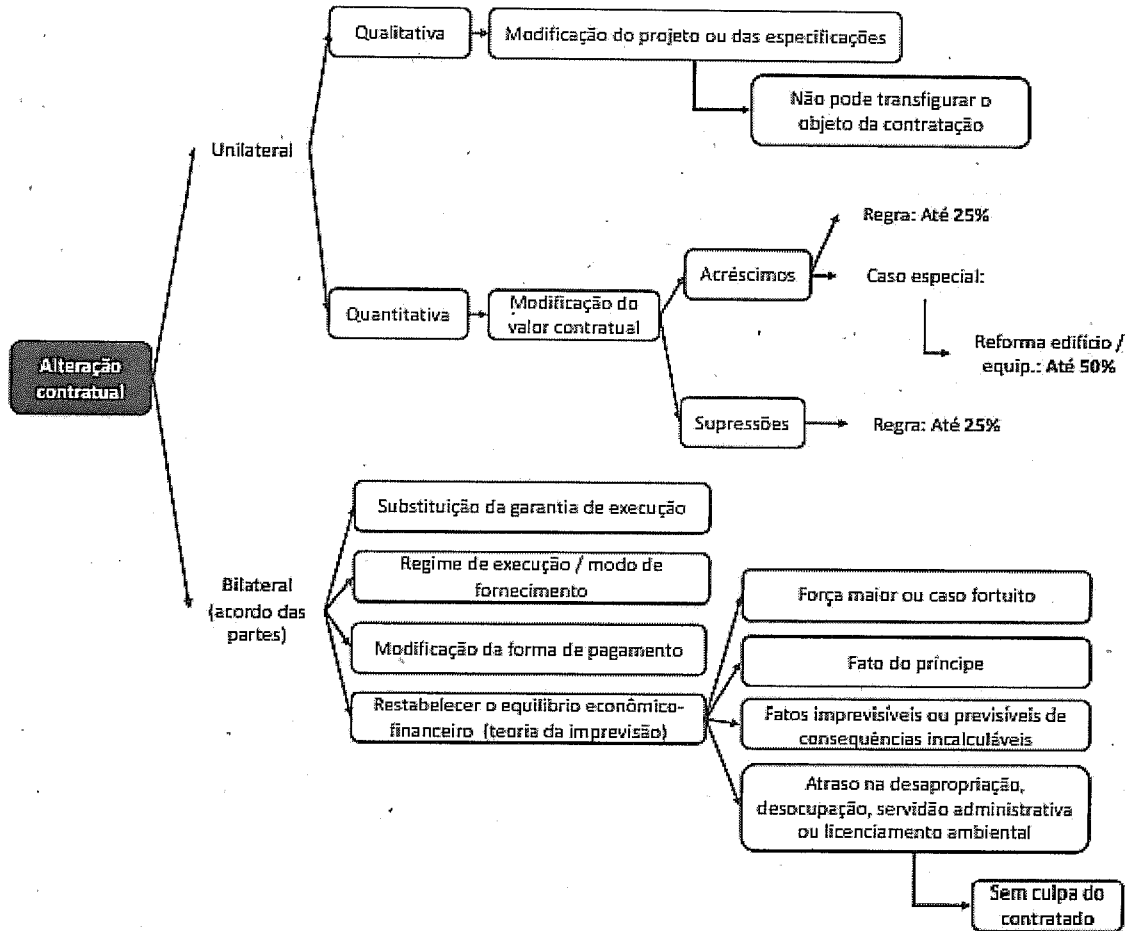 Qualitativa
Modificação do projeto ou das especificações
Não pode transfigurar o
objeto da contratação
Unilateral
Regra: Até 25%
Acréscimos
Caso especial:
Quantitativa
Modificação do
valor contratual
Reforma edifício /
equip.: Até 50%
Alteração
contratual
Supressões
Regra: Até 25%
Substituição da garantia de execução
Regime de execução / modo de
fornecimento
Bilateral
(acordo das
partes)
Força maior ou caso fortuito
Modificação da forma de pagamento
Fato do príncipe
Restabelecer o equilíbrio econômico-
financeiro (teoria da imprevisão)
Fatos imprevisíveis ou previsíveis de
consequências incalculáveis
Atraso na desapropriação,
desocupação, servidão administrativa
ou licenciamento ambiental
Sem culpa do
contratado